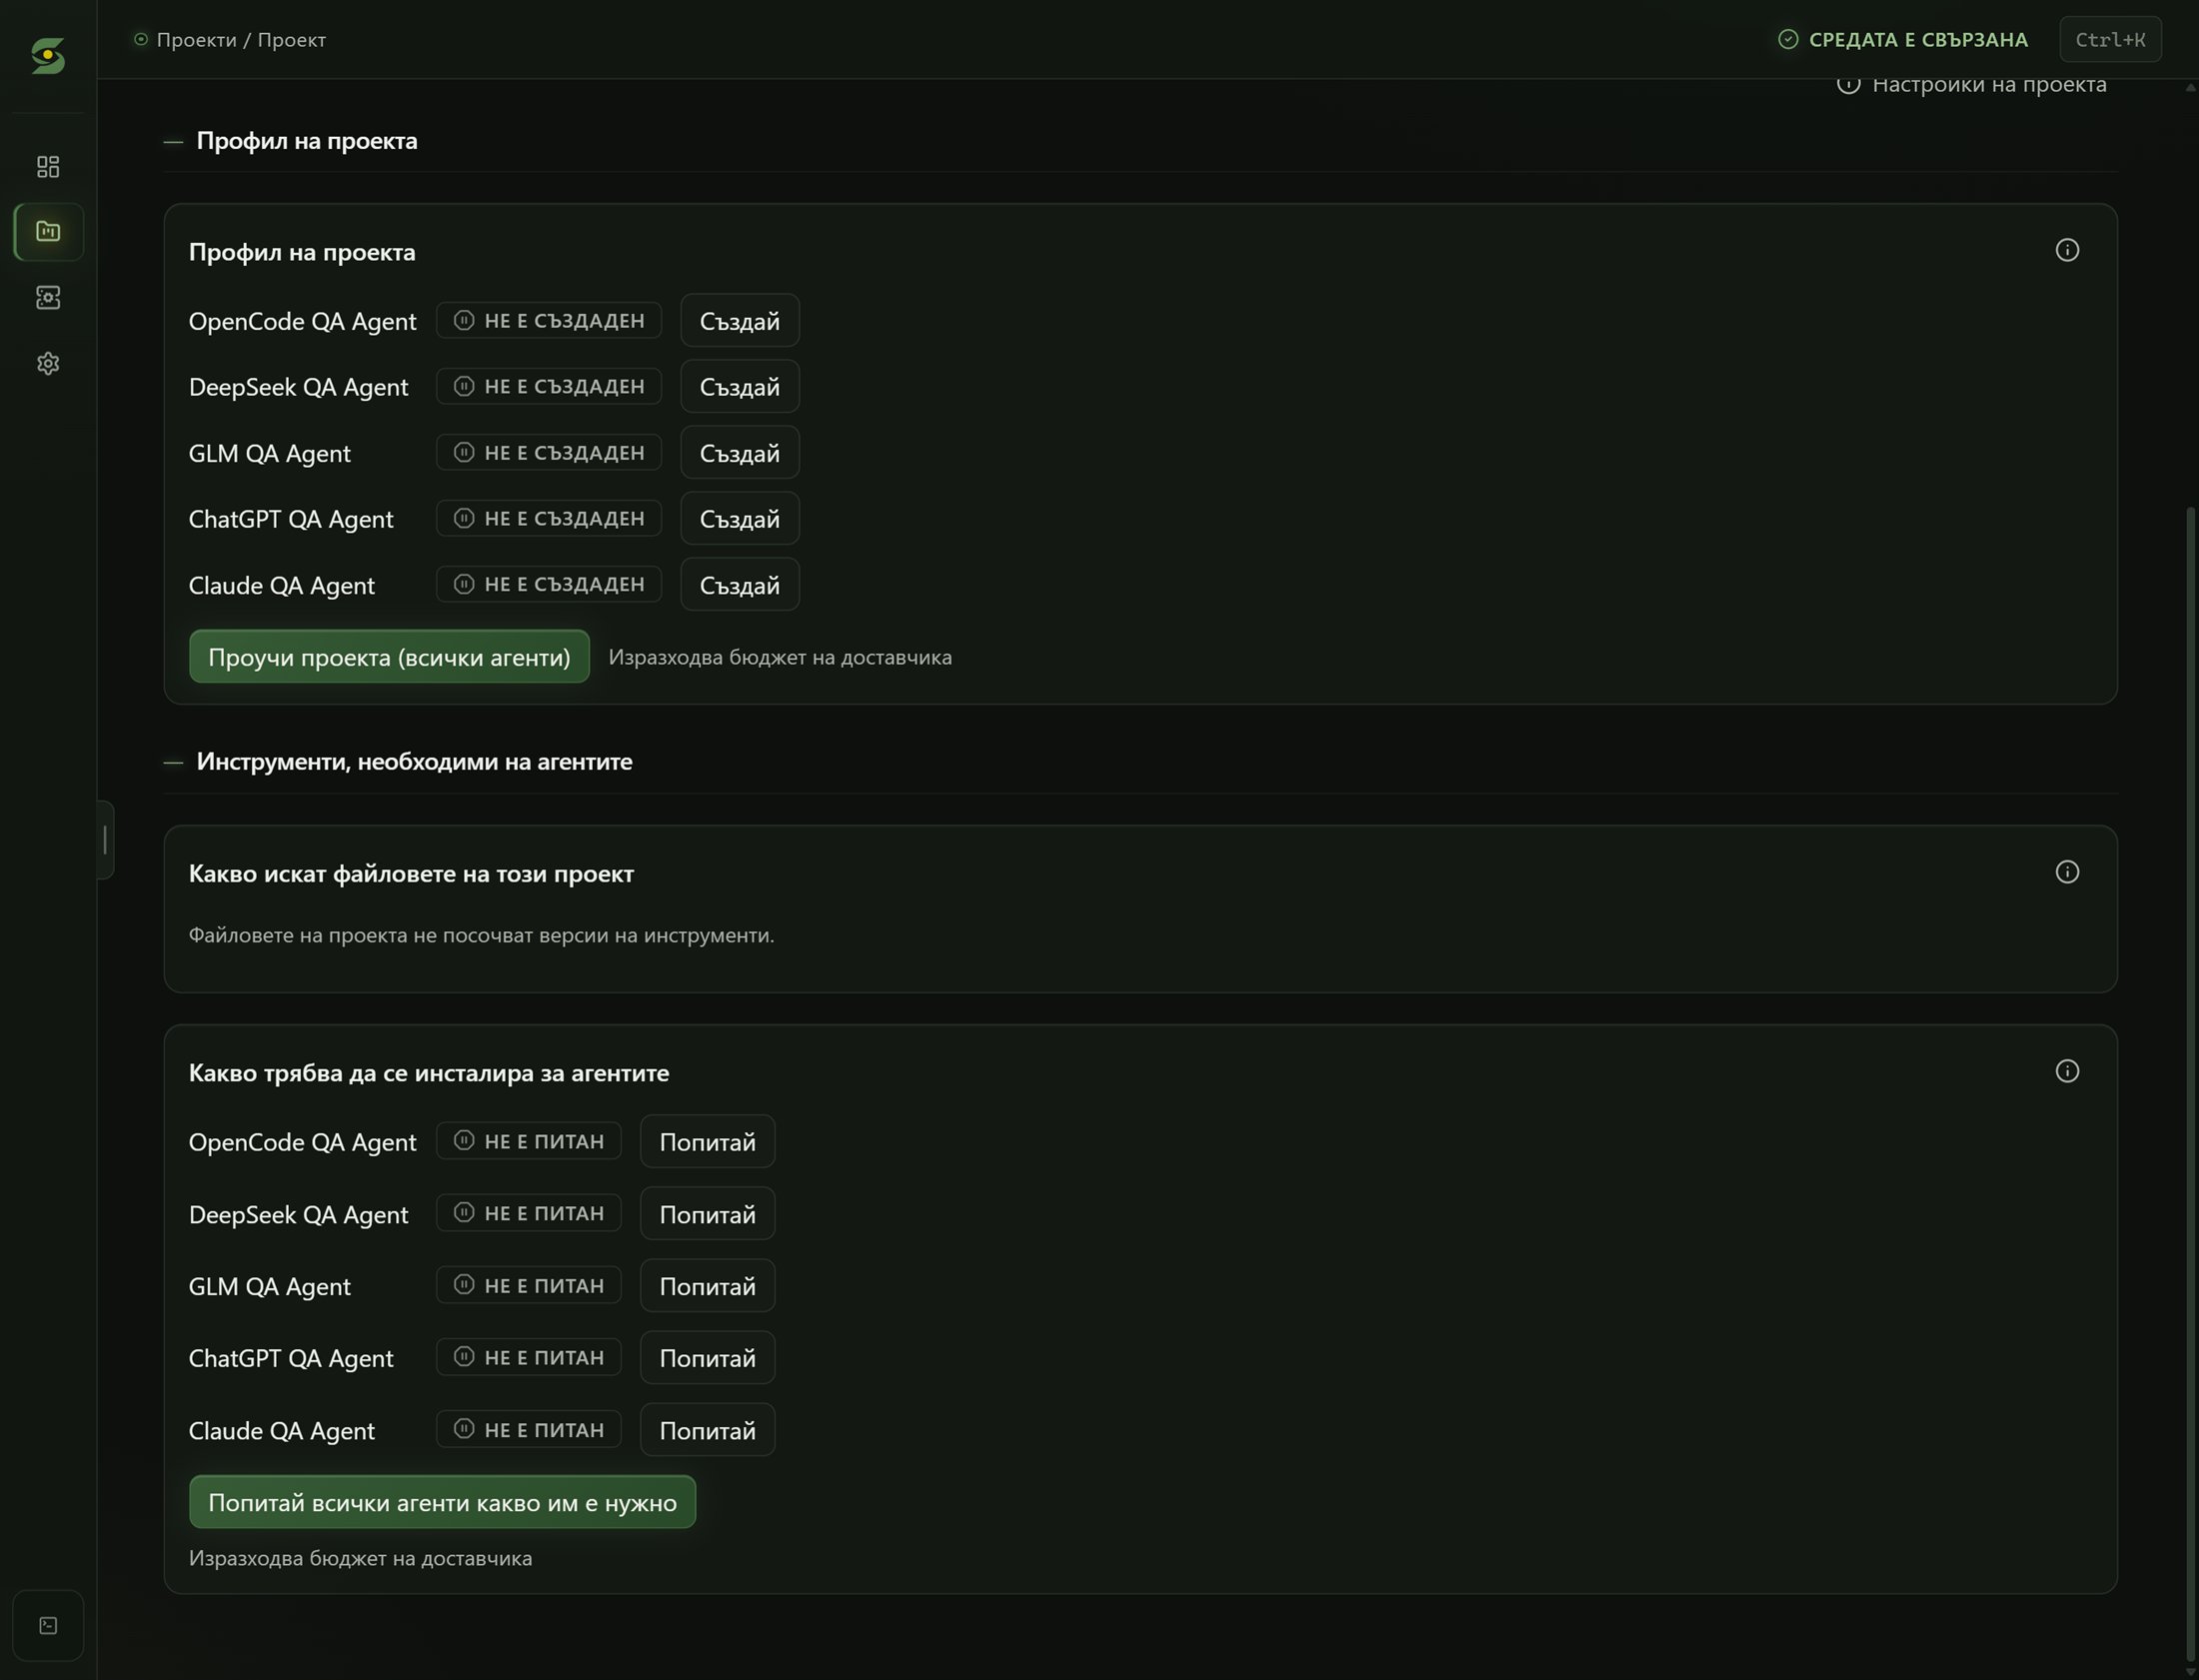 Проекти / Проект
СРЕДАТА Е СВЪРЗАНА
Ctrl+K
Настройки на проекта
Профил на проекта
Профил на проекта
OpenCode QA Agent НЕ Е СЪЗДАДЕН Създай
DeepSeek QA Agent НЕ Е СЪЗДАДЕН Създай
GLM QA Agent НЕ Е СЪЗДАДЕН Създай
ChatGPT QA Agent НЕ Е СЪЗДАДЕН Създай
Claude QA Agent НЕ Е СЪЗДАДЕН Създай
Проучи проекта (всички агенти) Изразходва бюджет на доставчика
Инструменти, необходими на агентите
Какво искат файловете на този проект
Файловете на проекта не посочват версии на инструменти.
Какво трябва да се инсталира за агентите
OpenCode QA Agent НЕ Е ПИТАН Попитай
DeepSeek QA Agent НЕ Е ПИТАН Попитай
GLM QA Agent НЕ Е ПИТАН Попитай
ChatGPT QA Agent НЕ Е ПИТАН Попитай
Claude QA Agent НЕ Е ПИТАН Попитай
Попитай всички агенти какво им е нужно
Изразходва бюджет на доставчика